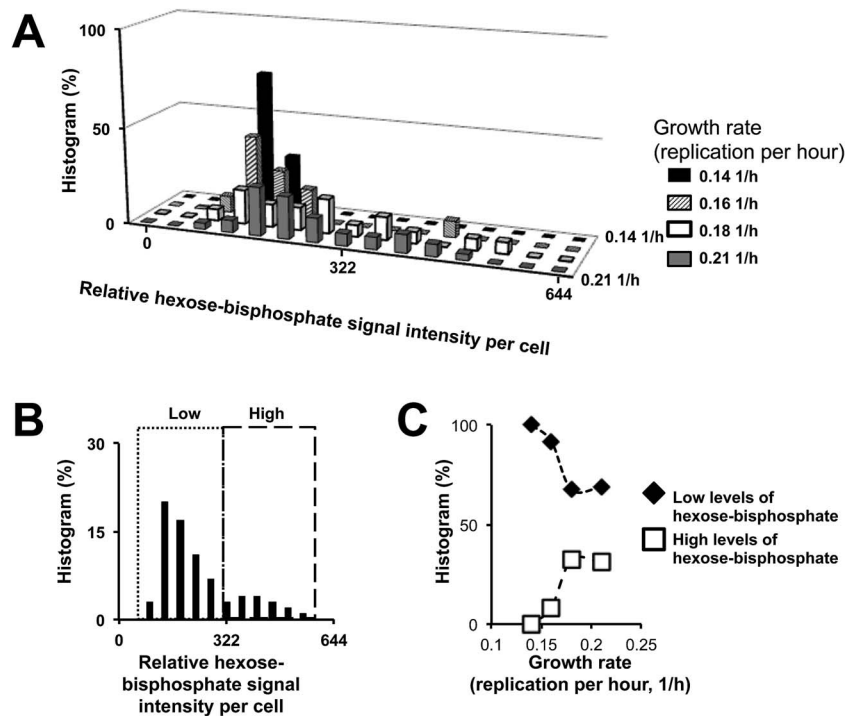 A
100
50
0
Histogram (%)
0
322
644
0.14 1/h
0.21 1/h
Relative hexose-bisphosphate signal intensity per cell
Growth rate
(replication per hour)
0.14 1/h
0.16 1/h
0.18 1/h
0.21 1/h
B
Low
High
30
15
0
Histogram (%)
0
322
644
Relative hexose-
bisphosphate signal
intensity per cell
C
100
50
0
Histogram (%)
0.1
0.15
0.2
0.25
Growth rate
(replication per hour, 1/h)
Low levels of
hexose-bisphosphate
High levels of
hexose-bisphosphate